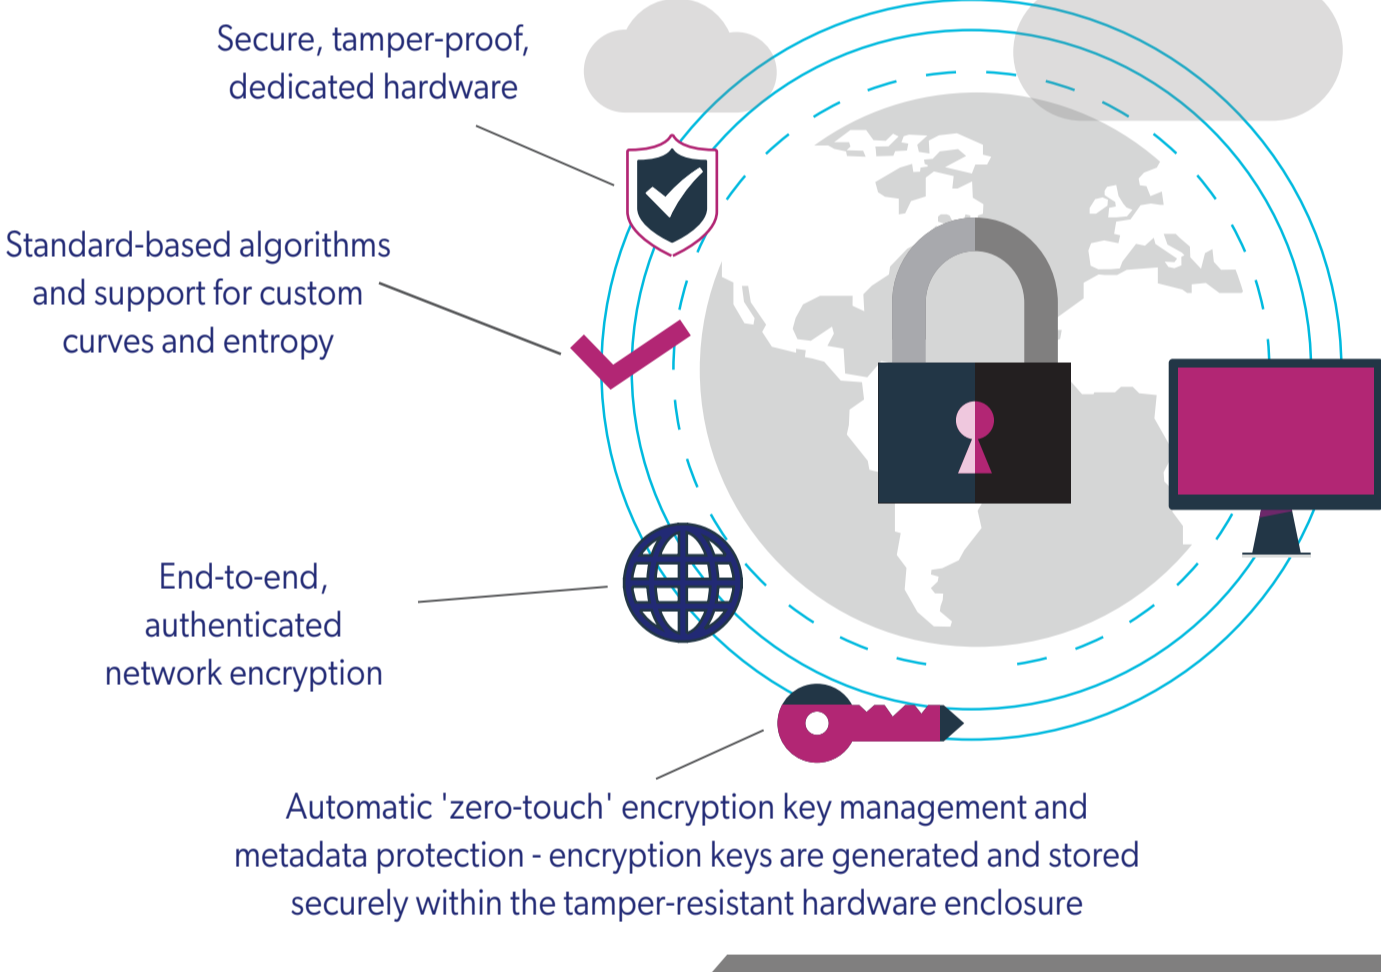 Secure, tamper-proof,
dedicated hardware
Standard-based algorithms
and support for custom
curves and entropy
End-to-end,
authenticated
network encryption
Automatic 'zero-touch' encryption key management and
metadata protection - encryption keys are generated and stored
securely within the tamper-resistant hardware enclosure